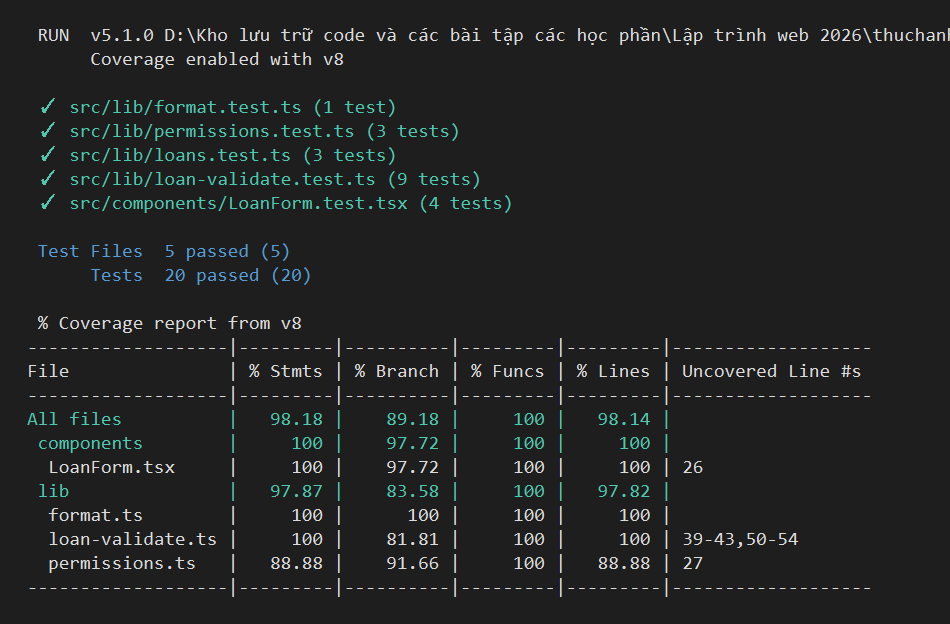 RUN  v5.1.0 D:\Kho lưu trữ code và các bài tập các học phần\Lập trình web 2026\thuchanh
Coverage enabled with v8
✓ src/lib/format.test.ts (1 test)
✓ src/lib/permissions.test.ts (3 tests)
✓ src/lib/loans.test.ts (3 tests)
✓ src/lib/loan-validate.test.ts (9 tests)
✓ src/components/LoanForm.test.tsx (4 tests)
Test Files  5 passed (5)
Tests  20 passed (20)
% Coverage report from v8
-------------------|---------|----------|---------|---------|-------------------
File               | % Stmts | % Branch | % Funcs | % Lines | Uncovered Line #s
-------------------|---------|----------|---------|---------|-------------------
All files          |   98.18 |    89.18 |     100 |   98.14 |
 components        |     100 |    97.72 |     100 |     100 |
  LoanForm.tsx     |     100 |    97.72 |     100 |     100 | 26
 lib               |   97.87 |    83.58 |     100 |   97.82 |
  format.ts        |     100 |      100 |     100 |     100 |
  loan-validate.ts |     100 |    81.81 |     100 |     100 | 39-43,50-54
  permissions.ts   |   88.88 |    91.66 |     100 |   88.88 | 27
-------------------|---------|----------|---------|---------|-------------------